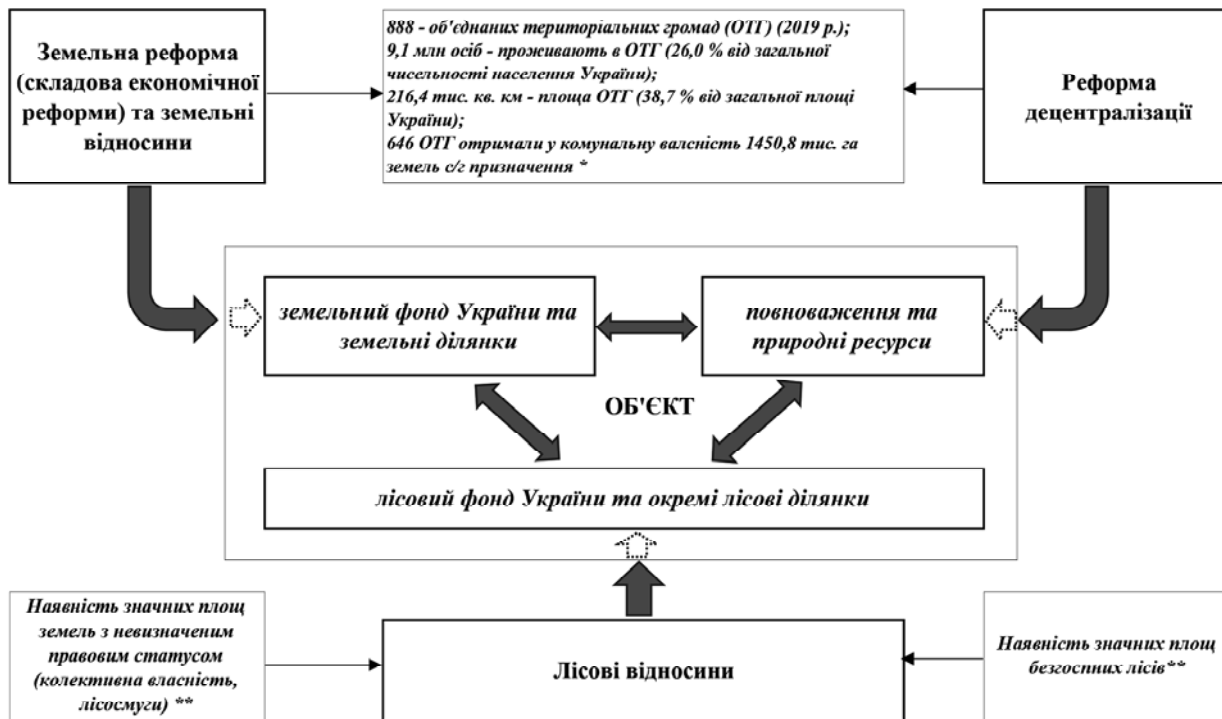 Земельна реформа
(складова економічної
реформи) та земельні
відносини
888 - об'єднаних територіальних громад (ОТГ) (2019 р.);
9,1 млн осіб - проживають в ОТГ (26,0 % від загальної
чисельності населення України);
216,4 тис. кв. км - площа ОТГ (38,7 % від загальної площі
України);
646 ОТГ отримали у комунальну валсність 1450,8 тис. га
земель с/г призначення *
Реформа
децентралізації
земельний фонд України та
земельні ділянки
повноваження та
природні ресурси
ОБ'ЄКТ
лісовий фонд України та окремі лісові ділянки
Наявність значних площ
земель з невизначеним
правовим статусом
(колективна власність,
лісосмуги) **
Лісові відносини
Наявність значних площ
безгоспних лісів**